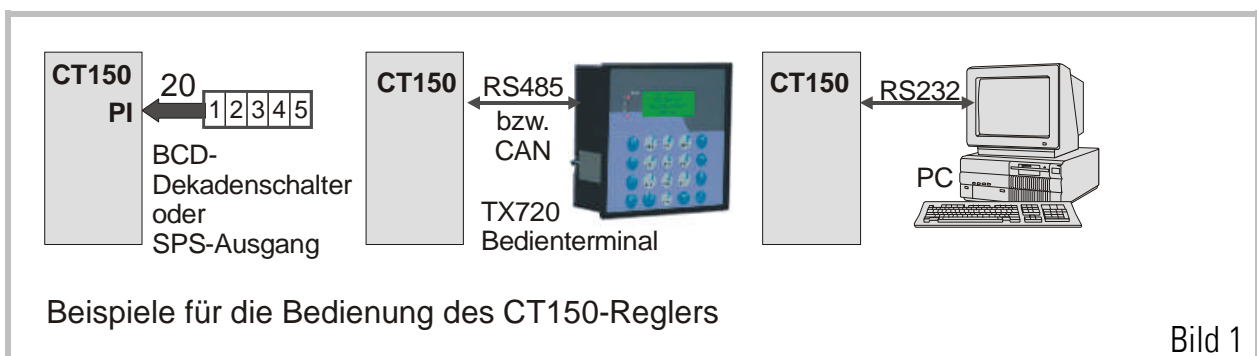 CT150
PI
20
1 2 3 4 5
BCD-
Dekadenschalter
oder
SPS-Ausgang
CT150
RS485
bzw.
CAN
TX720
Bedienterminal
CT150
RS232
PC
Beispiele für die Bedienung des CT150-Reglers
Bild 1